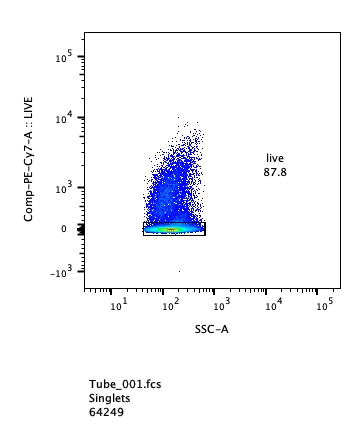 10^5
10^4
10^3
0
-10^3
Comp-PE-Cy7-A :: LIVE
live
87.8
10^1 10^2 10^3 10^4 10^5
SSC-A
Tube_001.fcs
Singlets
64249